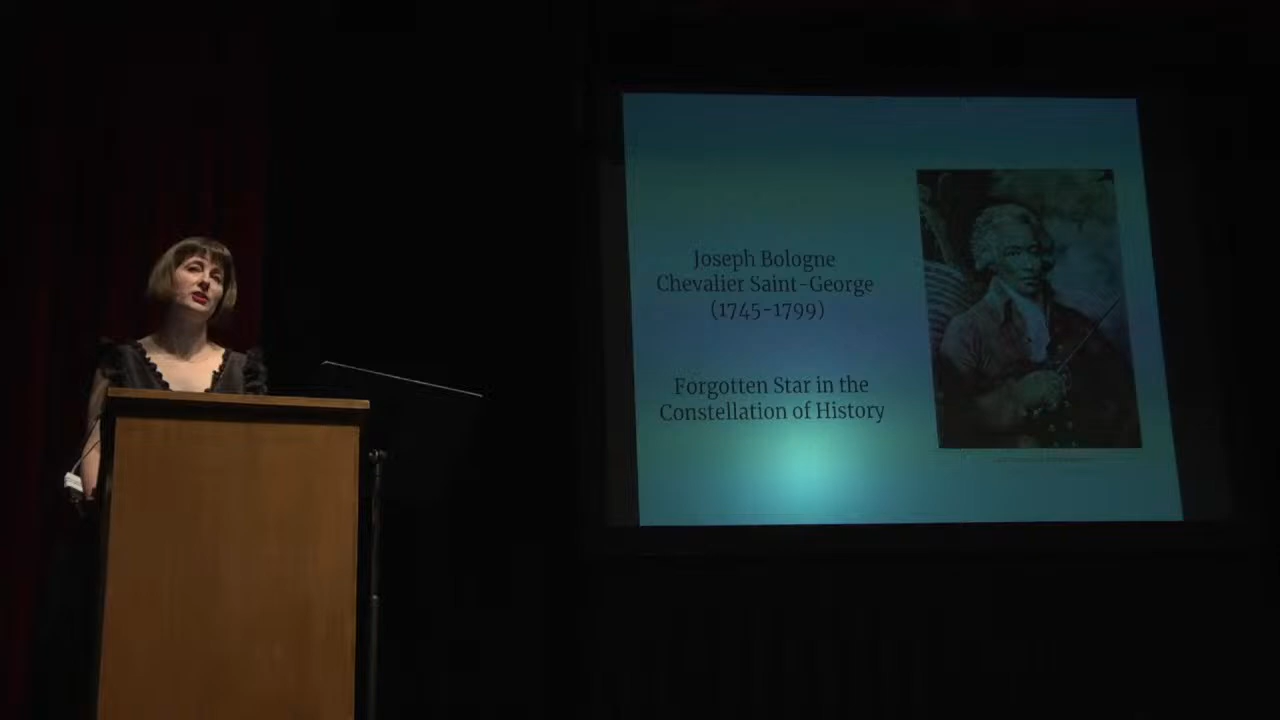 Joseph Bologne
Chevalier Saint-George
(1745-1799)
Forgotten Star in the
Constellation of History